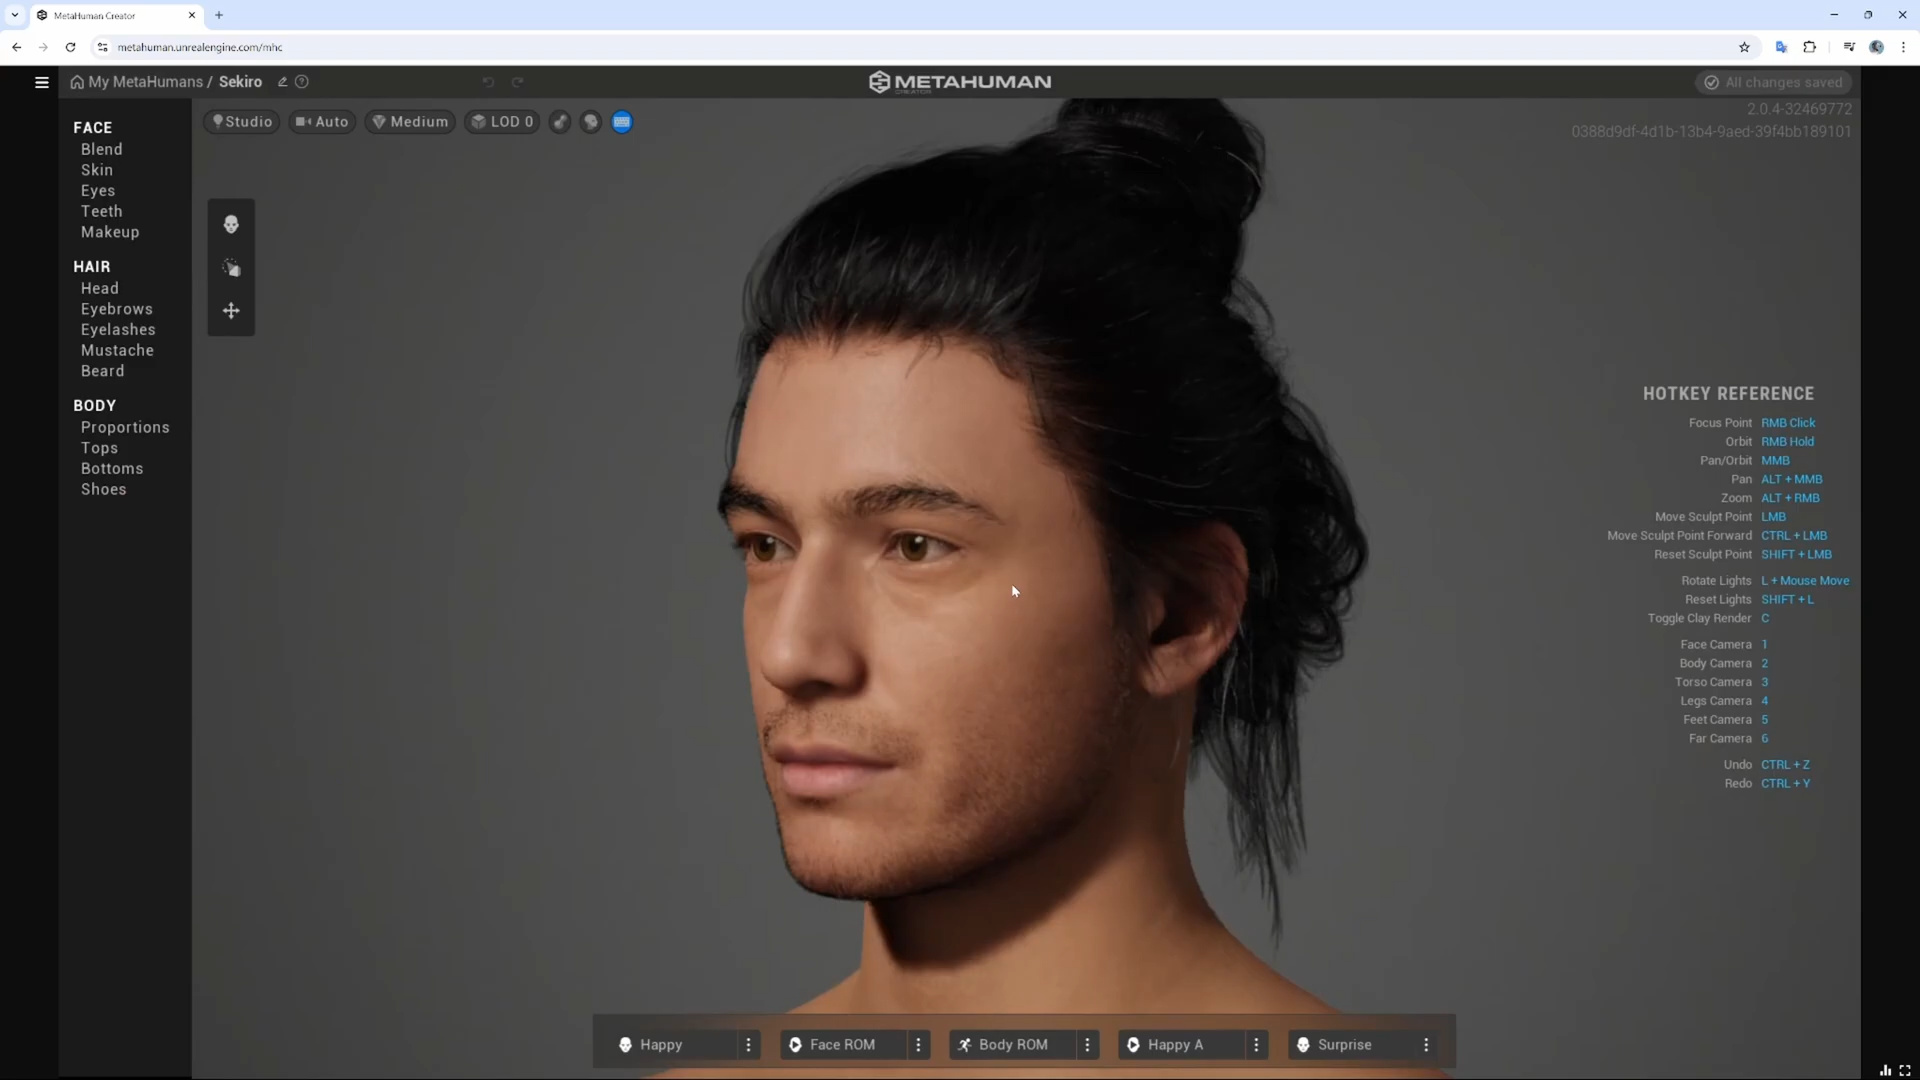 MetaHuman Creator
metahuman.unrealengine.com/mhc
My MetaHumans / Sekiro
METAHUMAN
CREATOR
All changes saved
2.0.4-32469772
0388d9df-4d1b-13b4-9aed-39f4bb189101
Studio
Auto
Medium
LOD 0
FACE
Blend
Skin
Eyes
Teeth
Makeup
HAIR
Head
Eyebrows
Eyelashes
Mustache
Beard
BODY
Proportions
Tops
Bottoms
Shoes
HOTKEY REFERENCE
Focus Point RMB Click
Orbit RMB Hold
Pan/Orbit MMB
Pan ALT + MMB
Zoom ALT + RMB
Move Sculpt Point LMB
Move Sculpt Point Forward CTRL + LMB
Reset Sculpt Point SHIFT + LMB
Rotate Lights L + Mouse Move
Reset Lights SHIFT + L
Toggle Clay Render C
Face Camera 1
Body Camera 2
Torso Camera 3
Legs Camera 4
Feet Camera 5
Far Camera 6
Undo CTRL + Z
Redo CTRL + Y
Happy
Face ROM
Body ROM
Happy A
Surprise